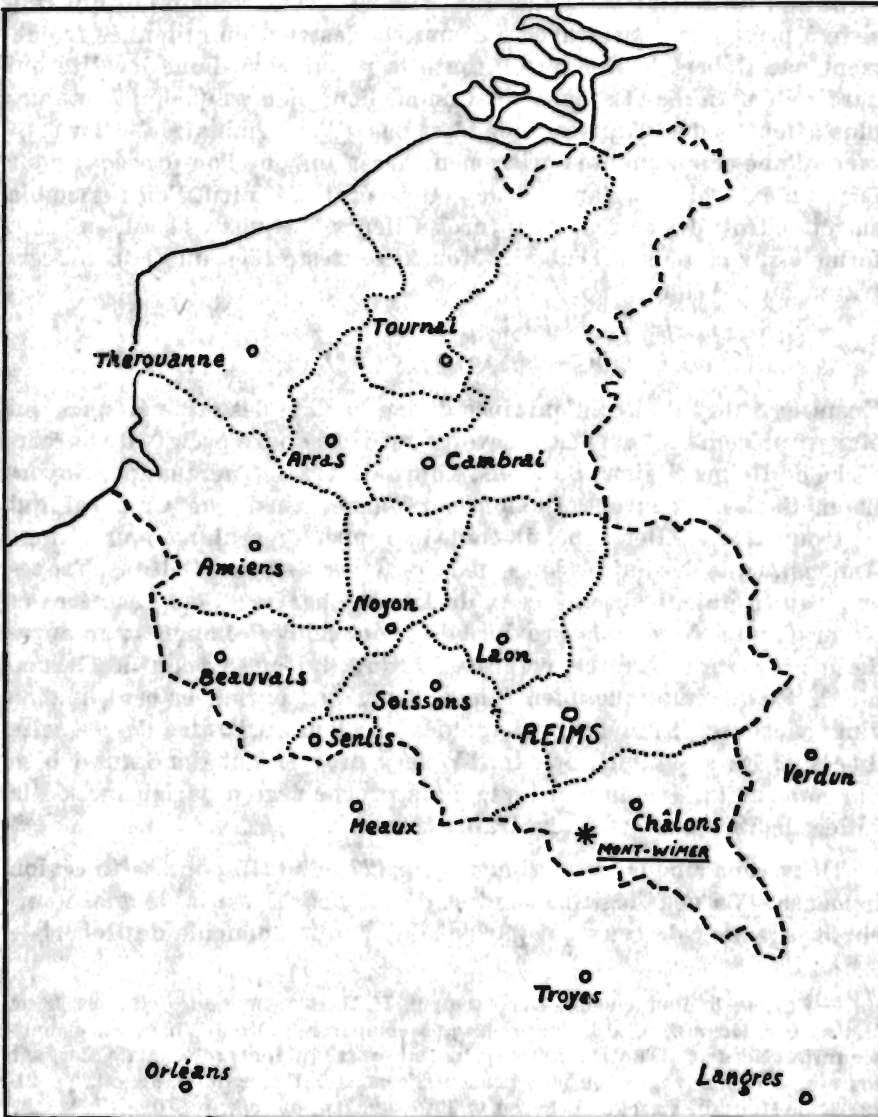 Tournai
Thérouanne
Arras
Cambrai
Amiens
Noyon
Laon
Beauvais
Soissons
REIMS
Senlis
Verdun
Meaux
Châlons
MONT-WIMER
Troyes
Orléans
Langres